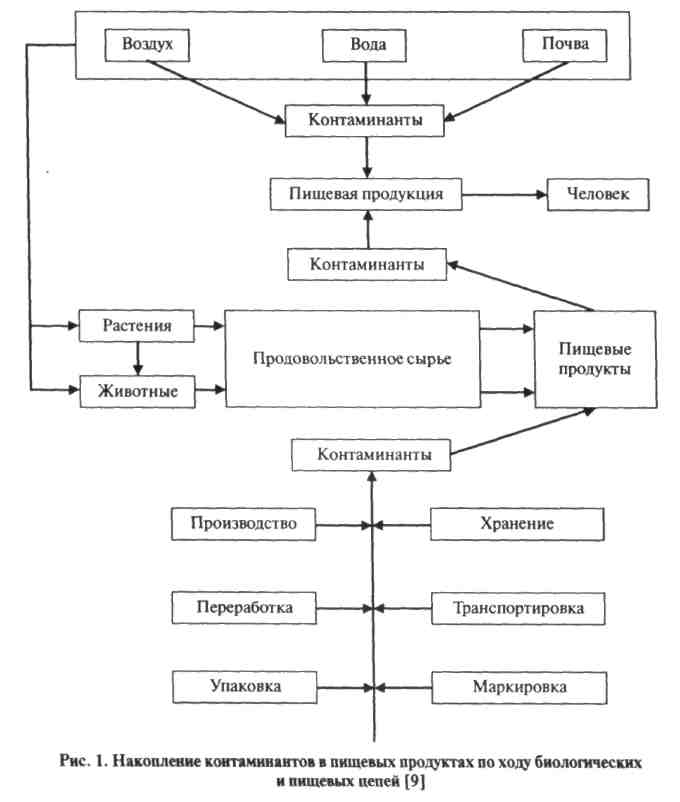 Воздух Вода Почва
Контаминанты
Пищевая продукция Человек
Контаминанты
Растения
Животные
Продовольственное сырье
Пищевые
продукты
Контаминанты
Производство Хранение
Переработка Транспортировка
Упаковка Маркировка
Рис. 1. Накопление контаминантов в пищевых продуктах по ходу биологических
и пищевых цепей [9]